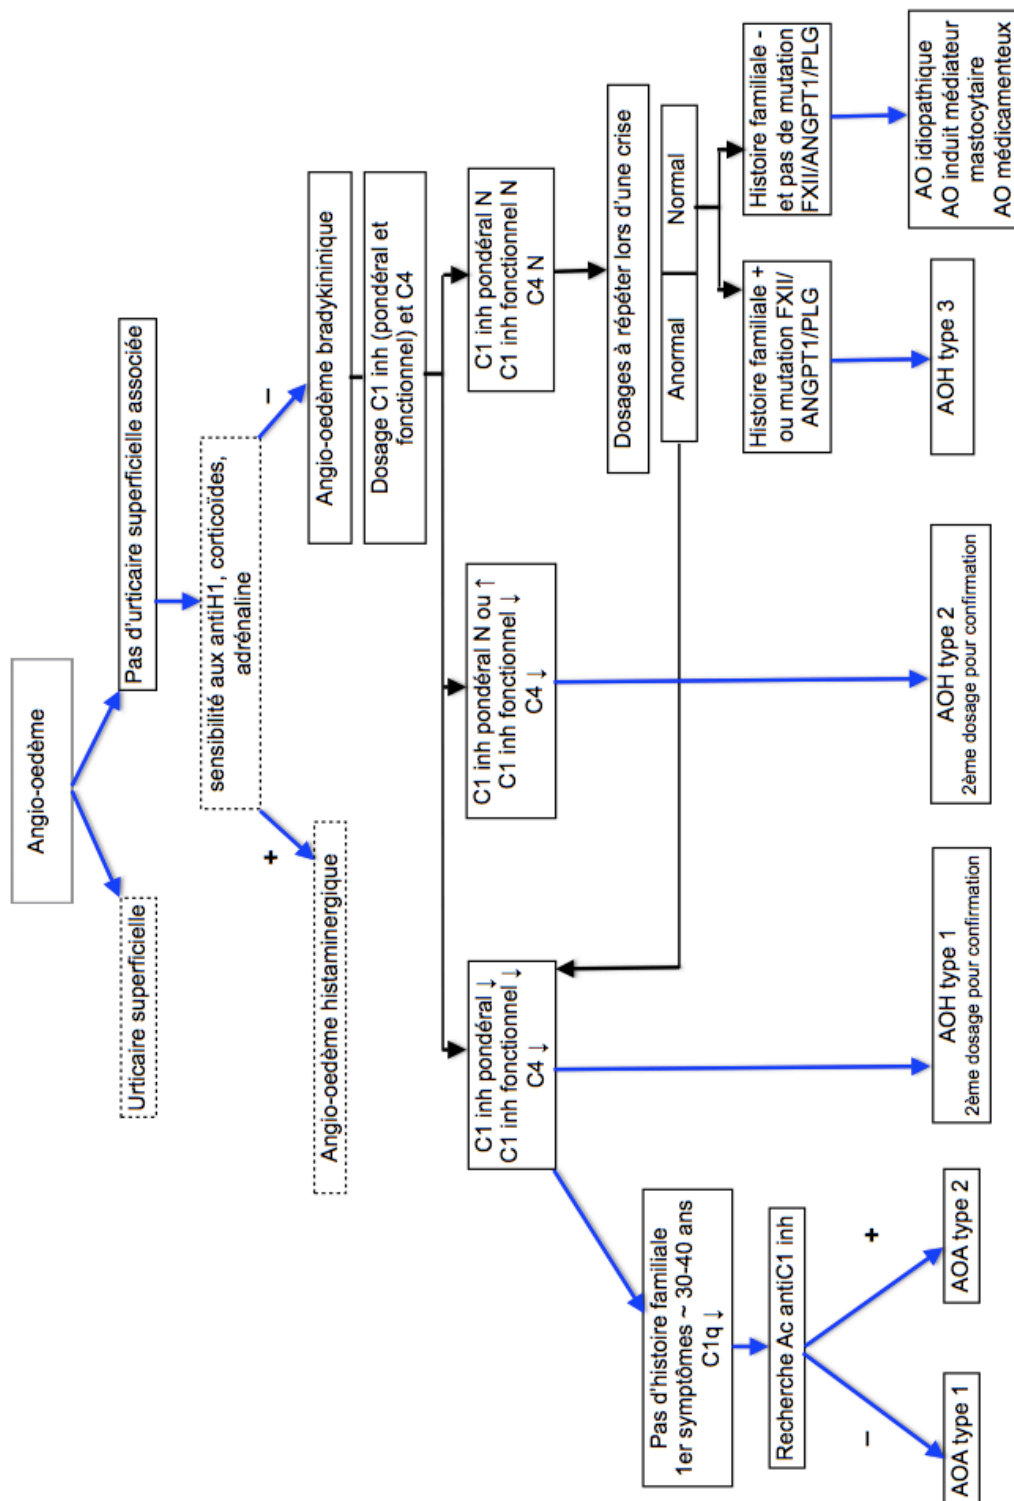 Angio-oedème
Urticaire superficielle
Pas d'urticaire superficielle associée
sensibilité aux antiH1, corticoïdes,
adrénaline
+
–
Angio-oedème histaminergique
Angio-oedème bradykininique
Dosage C1 inh (pondéral et
fonctionnel) et C4
C1 inh pondéral ↓
C1 inh fonctionnel ↓
C4 ↓
C1 inh pondéral N ou ↑
C1 inh fonctionnel ↓
C4 ↓
C1 inh pondéral N
C1 inh fonctionnel N
C4 N
Dosages à répéter lors d'une crise
Anormal
Normal
Pas d'histoire familiale
1er symptômes ~ 30-40 ans
C1q ↓
Histoire familiale +
ou mutation FXII/
ANGPT1/PLG
Histoire familiale -
et pas de mutation
FXII/ANGPT1/PLG
Recherche Ac antiC1 inh
–
+
AOA type 1
AOA type 2
AOH type 1
2ème dosage pour confirmation
AOH type 2
2ème dosage pour confirmation
AOH type 3
AO idiopathique
AO induit médiateur
mastocytaire
AO médicamenteux